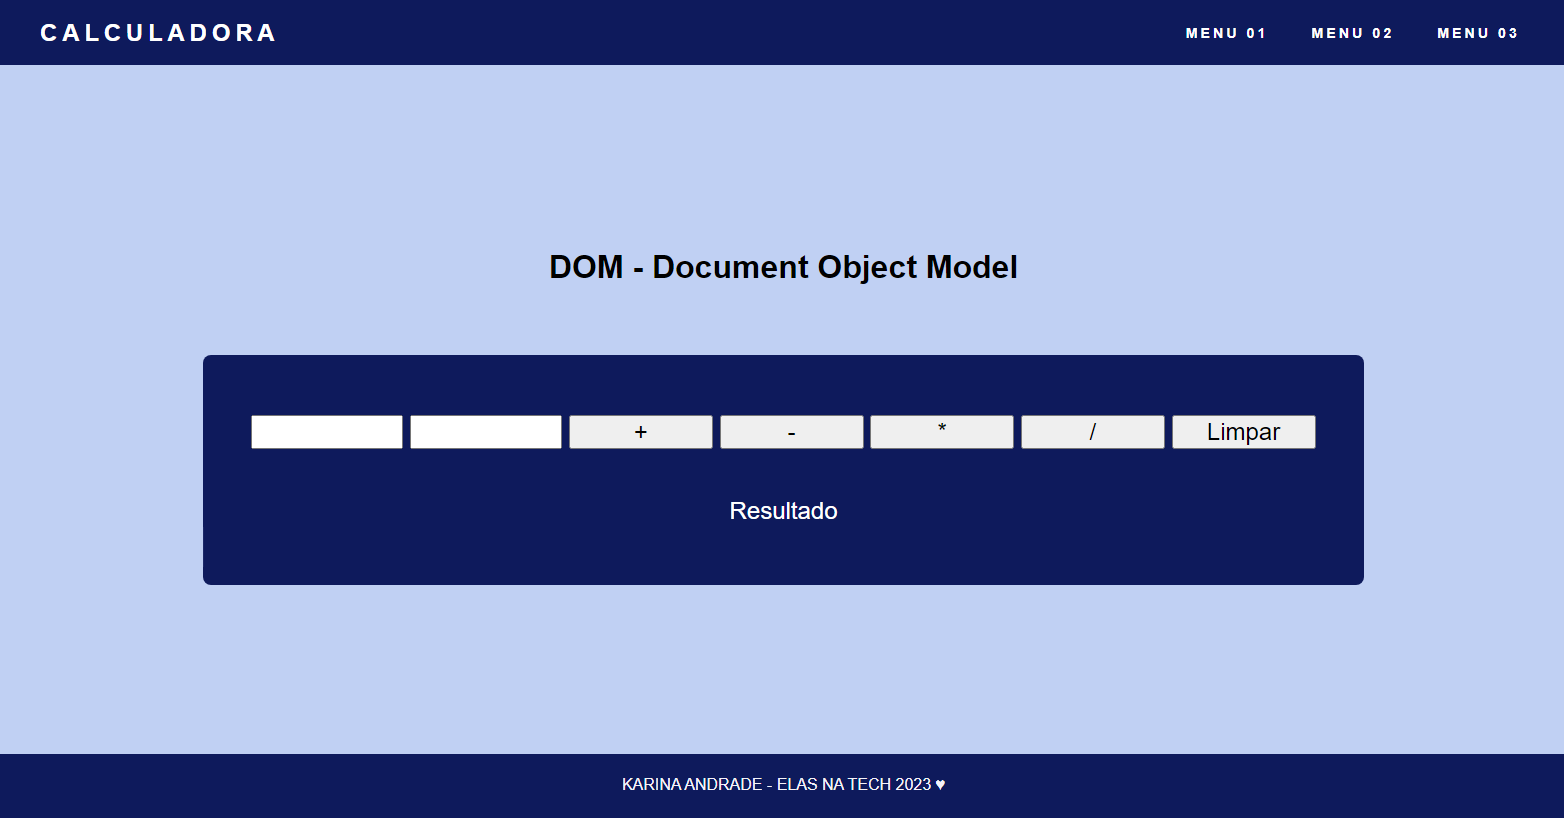 CALCULADORA
MENU 01 MENU 02 MENU 03
DOM - Document Object Model
+ - * / Limpar
Resultado
KARINA ANDRADE - ELAS NA TECH 2023 ♥